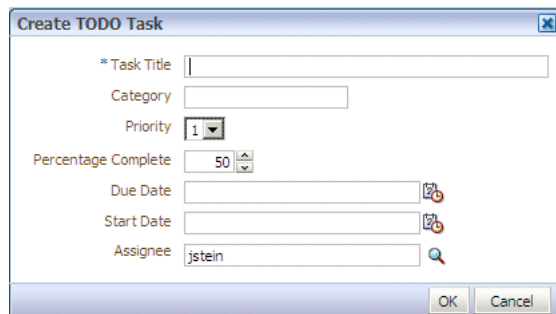 Create TODO Task
* Task Title
Category
Priority 1
Percentage Complete 50
Due Date
Start Date
Assignee jstein
OK Cancel